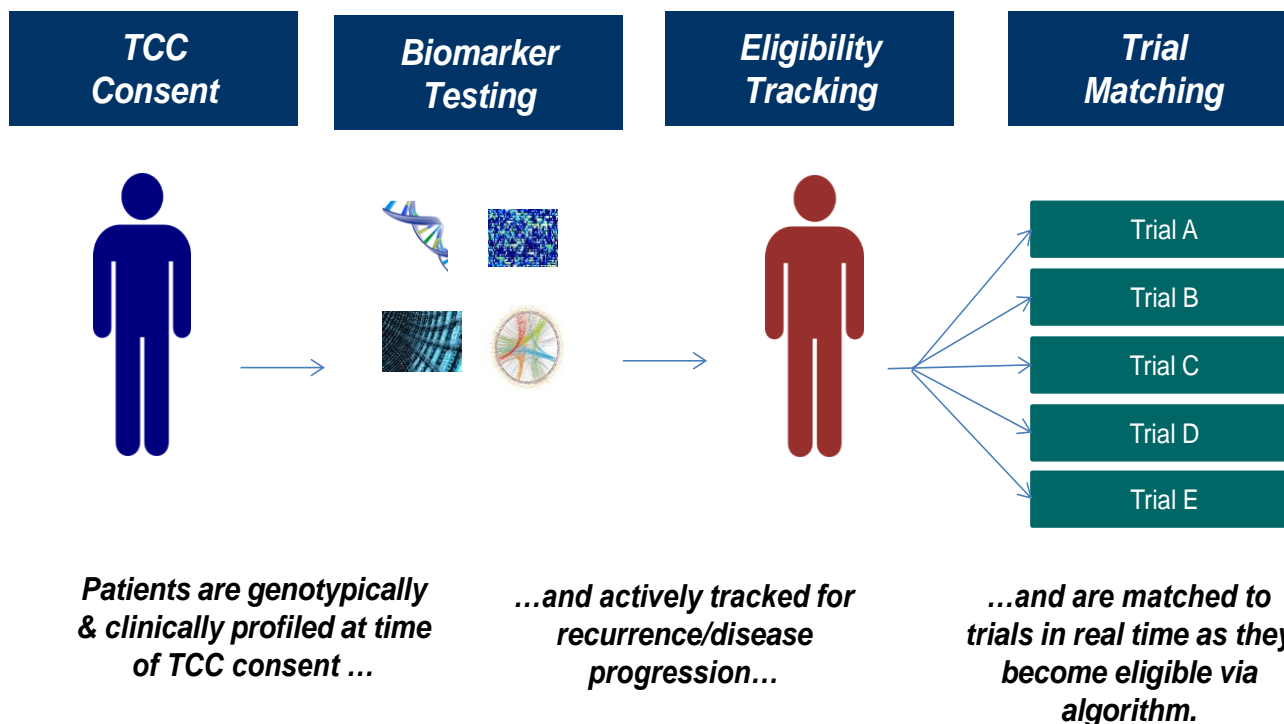 TCC
Consent
Biomarker
Testing
Eligibility
Tracking
Trial
Matching
Trial A
Trial B
Trial C
Trial D
Trial E
Patients are genotypically
& clinically profiled at time
of TCC consent …
…and actively tracked for
recurrence/disease
progression…
…and are matched to
trials in real time as they
become eligible via
algorithm.